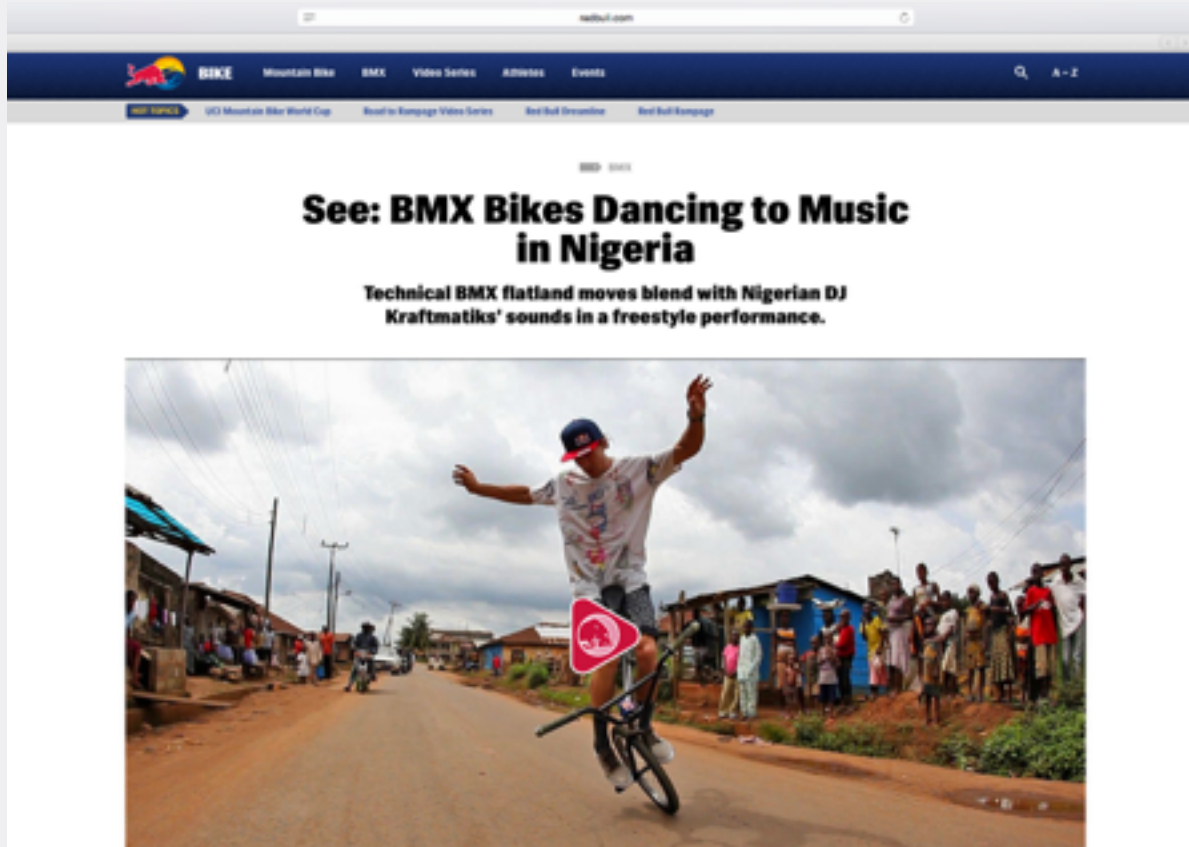 redbull.com
BIKE Mountain Bike BMX Video Series Athletes Events A-Z
HOT TOPICS UCI Mountain Bike World Cup Road to Rampage Video Series Red Bull Dreamline Red Bull Rampage
BMX
See: BMX Bikes Dancing to Music
in Nigeria
Technical BMX flatland moves blend with Nigerian DJ
Kraftmatiks' sounds in a freestyle performance.